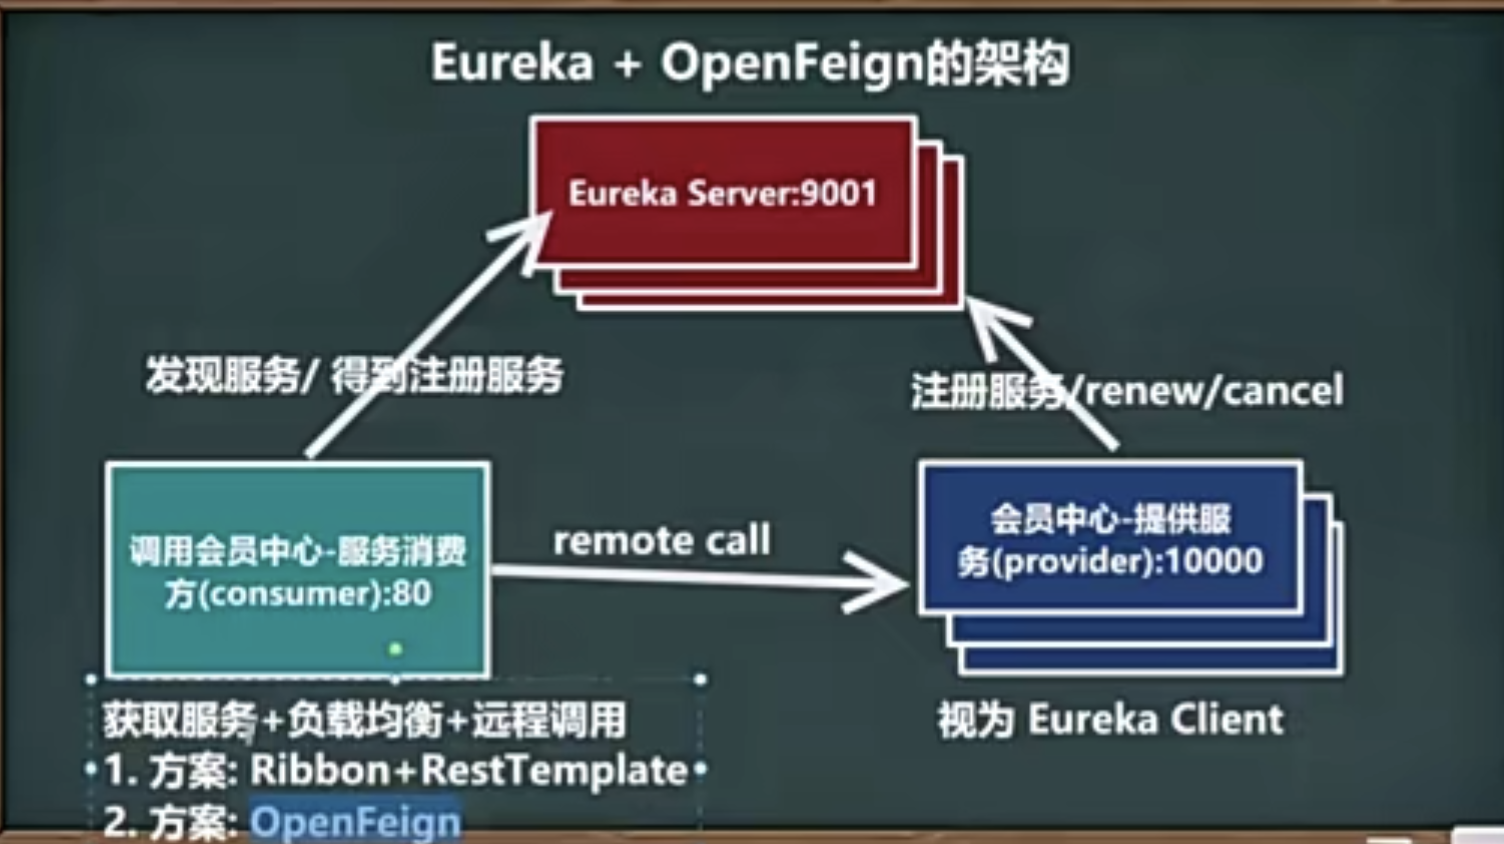 Eureka + OpenFeign的架构
Eureka Server:9001
发现服务/ 得到注册服务
注册服务/renew/cancel
调用会员中心-服务消费
方(consumer):80
remote call
会员中心-提供服
务(provider):10000
获取服务+负载均衡+远程调用
1. 方案: Ribbon+RestTemplate
2. 方案: OpenFeign
视为 Eureka Client